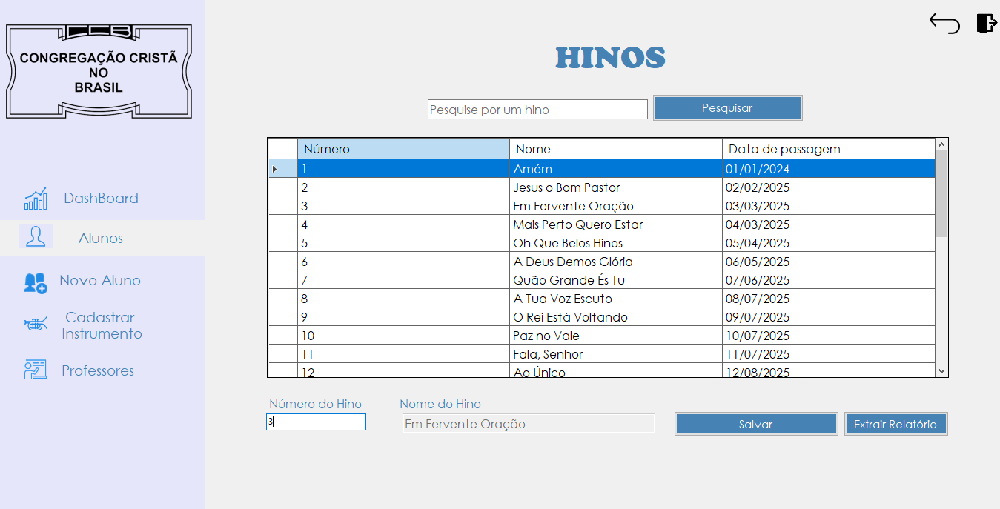 CCB
CONGREGAÇÃO CRISTÃ
NO
BRASIL
DashBoard
Alunos
Novo Aluno
Cadastrar
Instrumento
Professores
HINOS
Pesquise por um hino
Pesquisar
Número Nome Data de passagem
1 Amém 01/01/2024
2 Jesus o Bom Pastor 02/02/2025
3 Em Fervente Oração 03/03/2025
4 Mais Perto Quero Estar 04/03/2025
5 Oh Que Belos Hinos 05/04/2025
6 A Deus Demos Glória 06/05/2025
7 Quão Grande És Tu 07/06/2025
8 A Tua Voz Escuto 08/07/2025
9 O Rei Está Voltando 09/07/2025
10 Paz no Vale 10/07/2025
11 Fala, Senhor 11/07/2025
12 Ao Único 12/08/2025
Número do Hino Nome do Hino
3 Em Fervente Oração Salvar Extrair Relatório